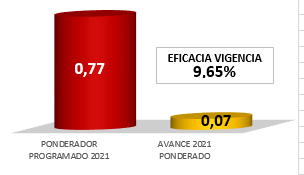 0,77
EFICACIA VIGENCIA
9,65%
0,07
PONDERADOR
PROGRAMADO 2021
AVANCE 2021
PONDERADO